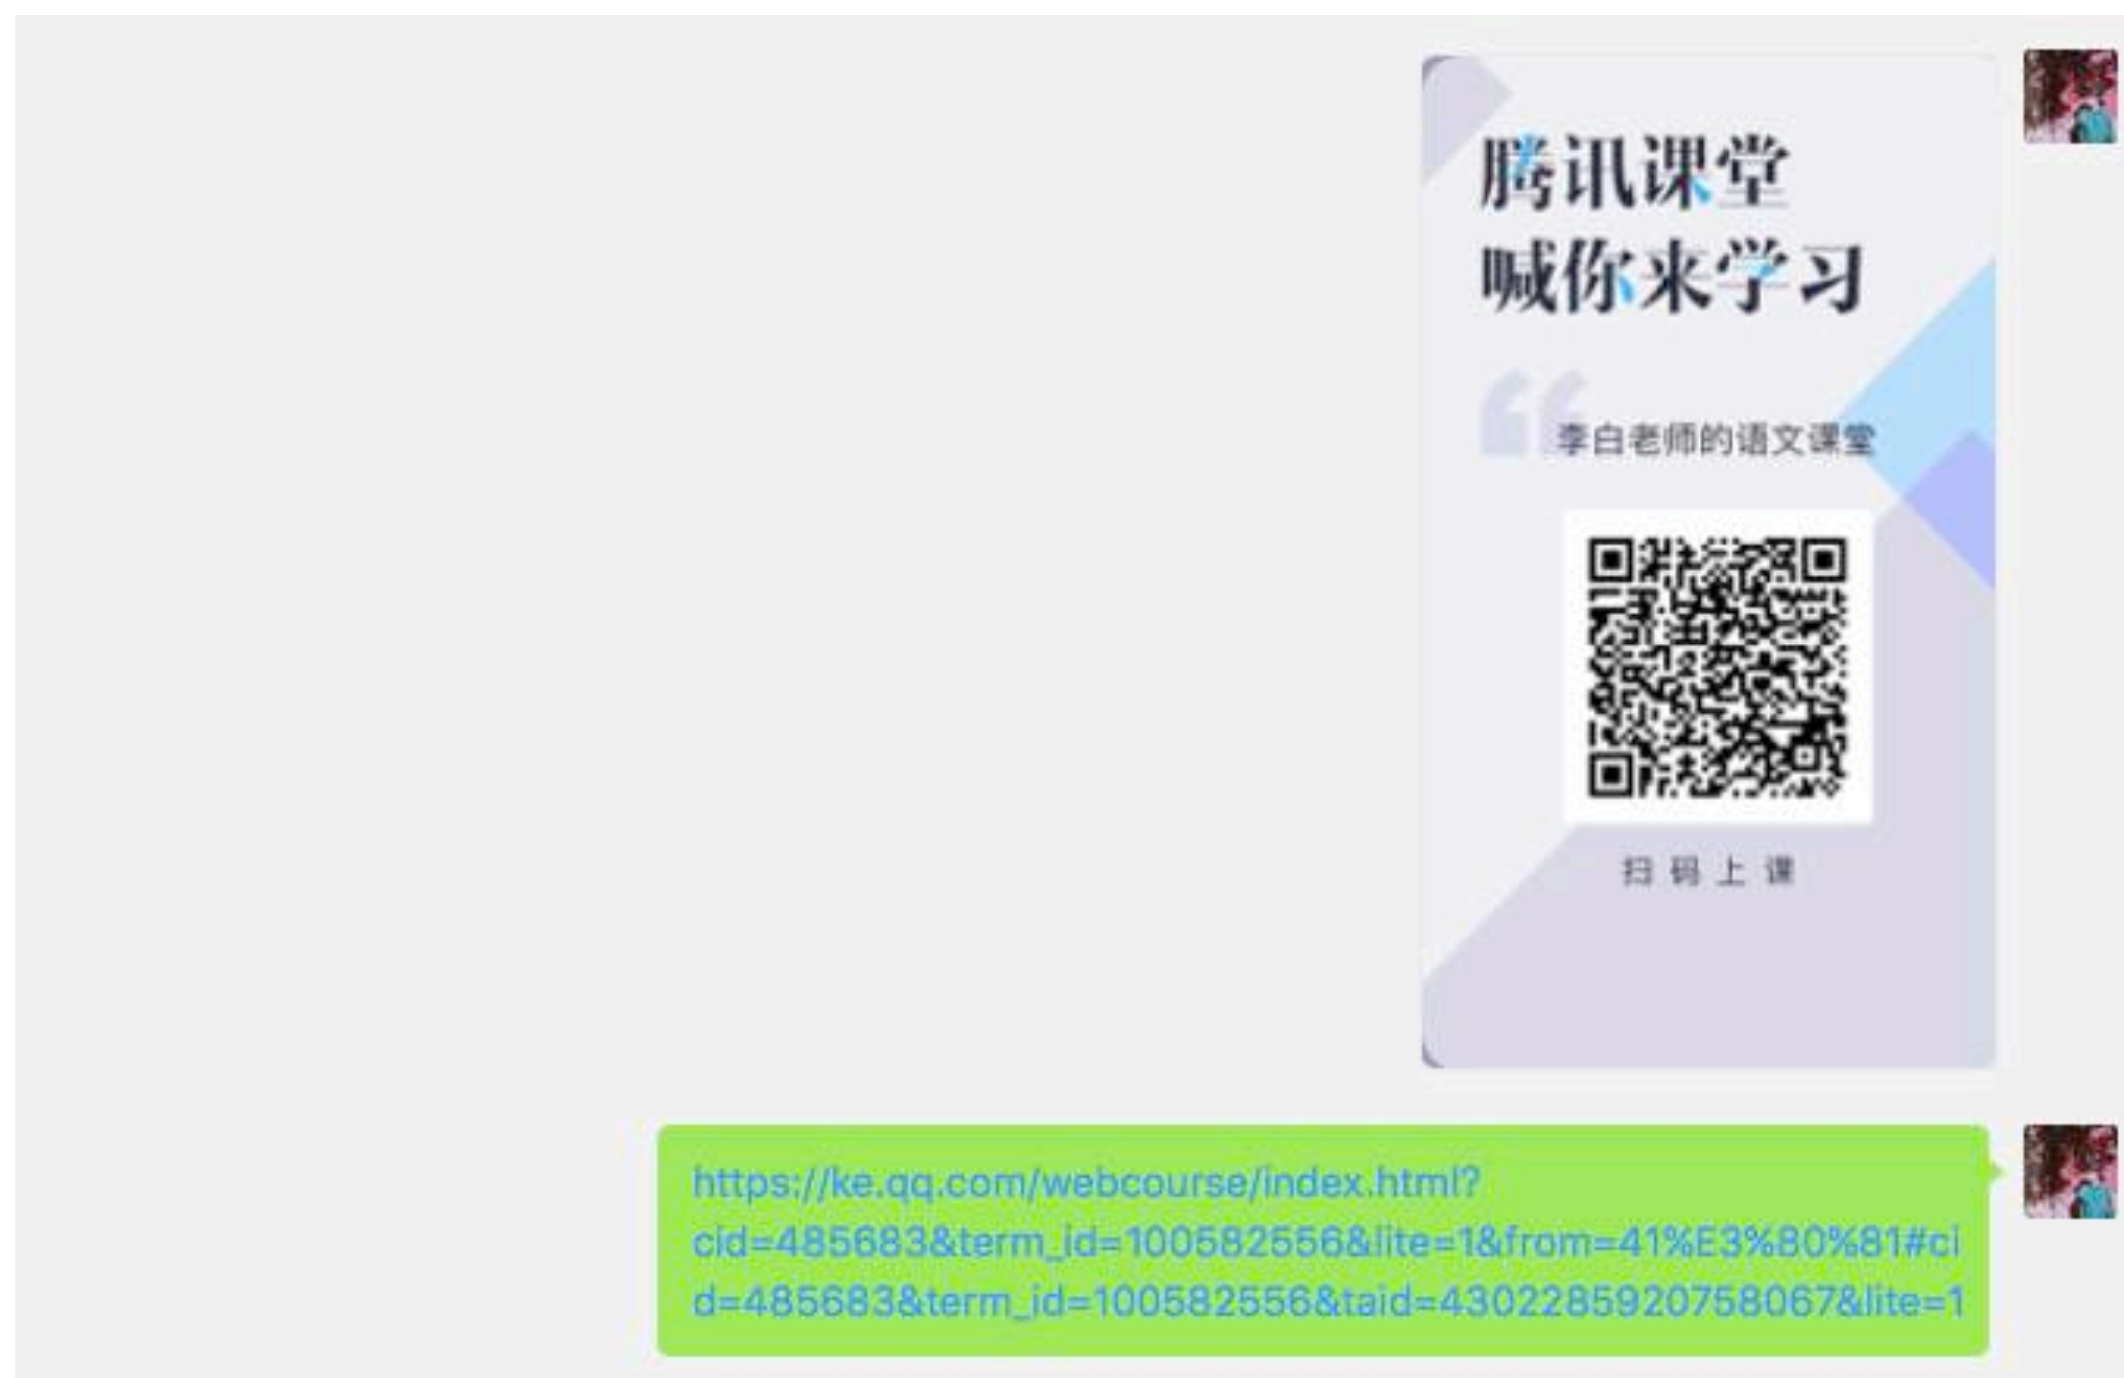 腾讯课堂
喊你来学习
李白老师的语文课堂
扫码上课
https://ke.qq.com/webcourse/index.html?
cid=485683&term_id=100582556&lite=1&from=41%E3%80%81#ci
d=485683&term_id=100582556&taid=4302285920758067&lite=1